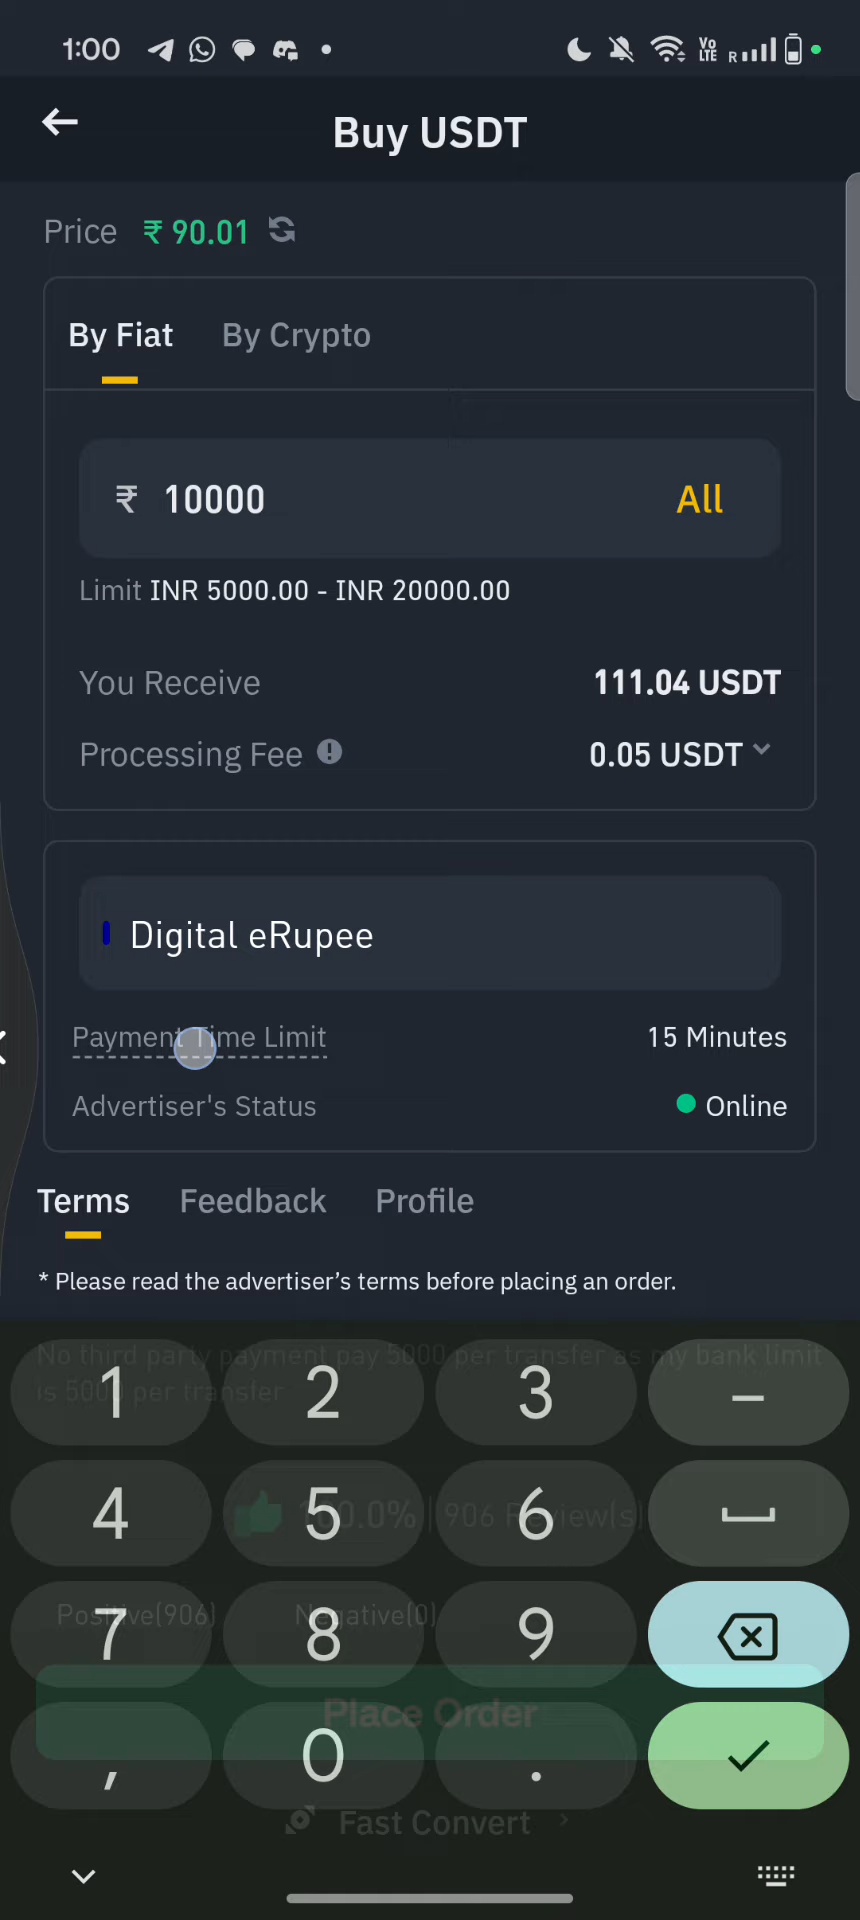 1:00
Vo
LTE
R
Buy USDT
Price ₹ 90.01
By Fiat By Crypto
₹ 10000 All
Limit INR 5000.00 - INR 20000.00
You Receive 111.04 USDT
Processing Fee 0.05 USDT
Digital eRupee
Payment Time Limit 15 Minutes
Advertiser's Status Online
Terms Feedback Profile
* Please read the advertiser’s terms before placing an order.
No third party payment pay 5000 per transfer as my bank limit
is 5000 per transfer
1 2 3 –
906 Review(s)
4 5 6
Positive(906) Negative(0)
7 8 9
Place Order
, 0 .
Fast Convert